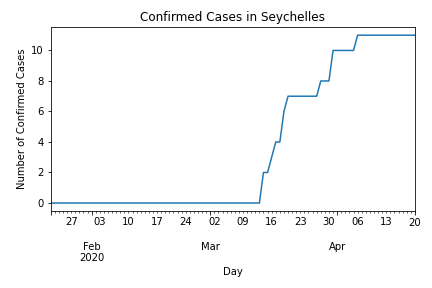 Confirmed Cases in Seychelles
Number of Confirmed Cases
10
8
6
4
2
0
27 03 10 17 24 02 09 16 23 30 06 13 20
Feb Mar Apr
2020
Day